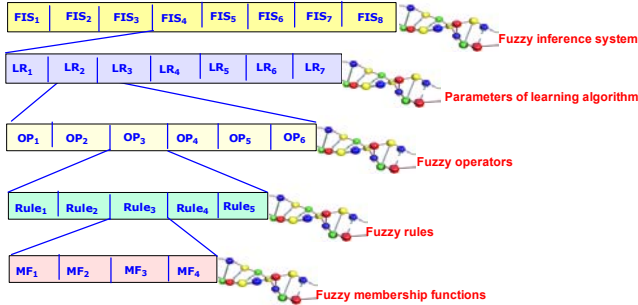 FIS1 FIS2 FIS3 FIS4 FIS5 FIS6 FIS7 FIS8
Fuzzy inference system
LR1 LR2 LR3 LR4 LR5 LR6 LR7
Parameters of learning algorithm
OP1 OP2 OP3 OP4 OP5 OP6
Fuzzy operators
Rule1 Rule2 Rule3 Rule4 Rule5
Fuzzy rules
MF1 MF2 MF3 MF4
Fuzzy membership functions